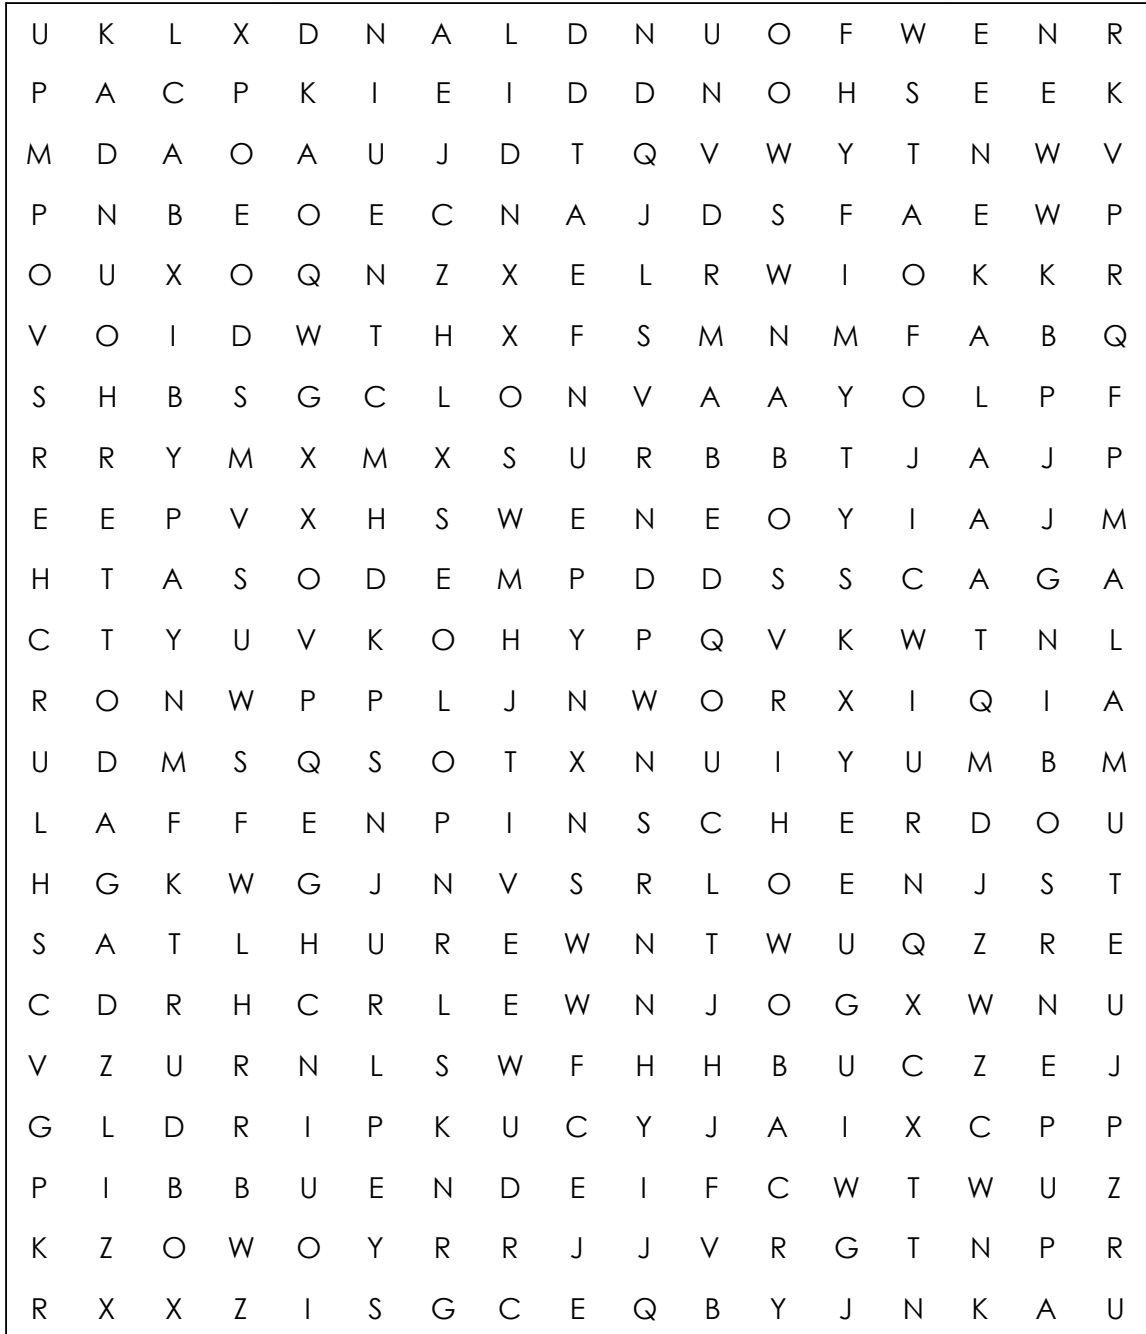 U K L X D N A L D N U O F W E N R
P A C P K I E I D D N O H S E E K
M D A O A U J D T Q V W Y T N W V
P N B E O E C N A J D S F A E W P
O U X O Q N Z X E L R W I O K K R
V O I D W T H X F S M N M F A B Q
S H B S G C L O N V A A Y O L P F
R R Y M X M X S U R B B T J A J P
E E P V X H S W E N E O Y I A J M
H T A S O D E M P D D S S C A G A
C T Y U V K O H Y P Q V K W T N L
R O N W P P L J N W O R X I Q I A
U D M S Q S O T X N U I Y U M B M
L A F F E N P I N S C H E R D O U
H G K W G J N V S R L O E N J S T
S A T L H U R E W N T W U Q Z R E
C D R H C R L E W N J O G X W N U
V Z U R N L S W F H H B U C Z E J
G L D R I P K U C Y J A I X C P P
P I B B U E N D E I F C W T W U Z
K Z O W O Y R R J J V R G T N P R
R X X Z I S G C E Q B Y J N K A U